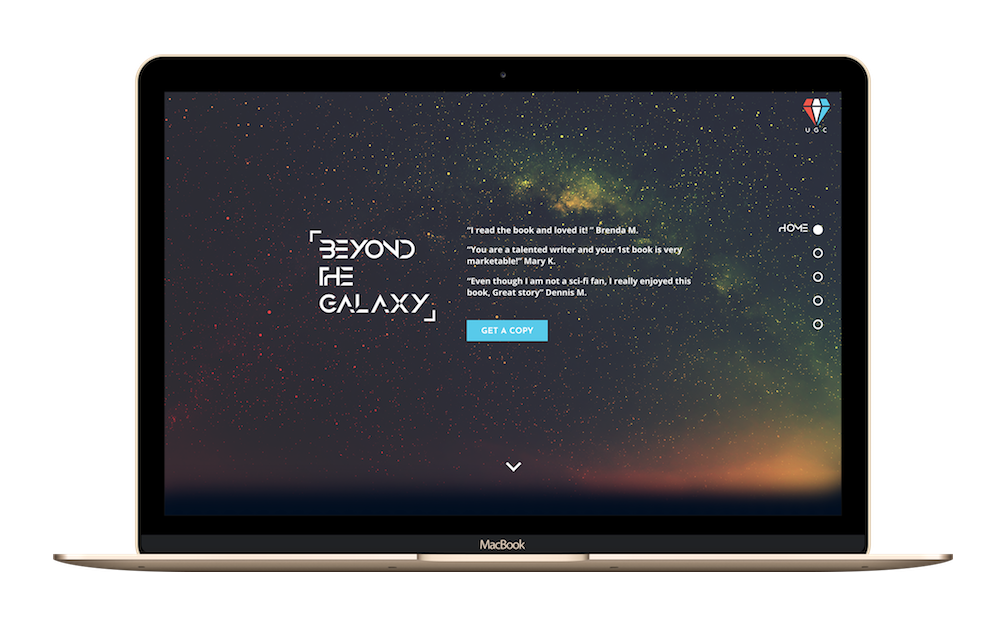 UGC
HOME
BEYOND
THE
GALAXY
“I read the book and loved it! ” Brenda M.
“You are a talented writer and your 1st book is very
marketable!” Mary K.
“Even though I am not a sci-fi fan, I really enjoyed this
book, Great story” Dennis M.
GET A COPY
MacBook